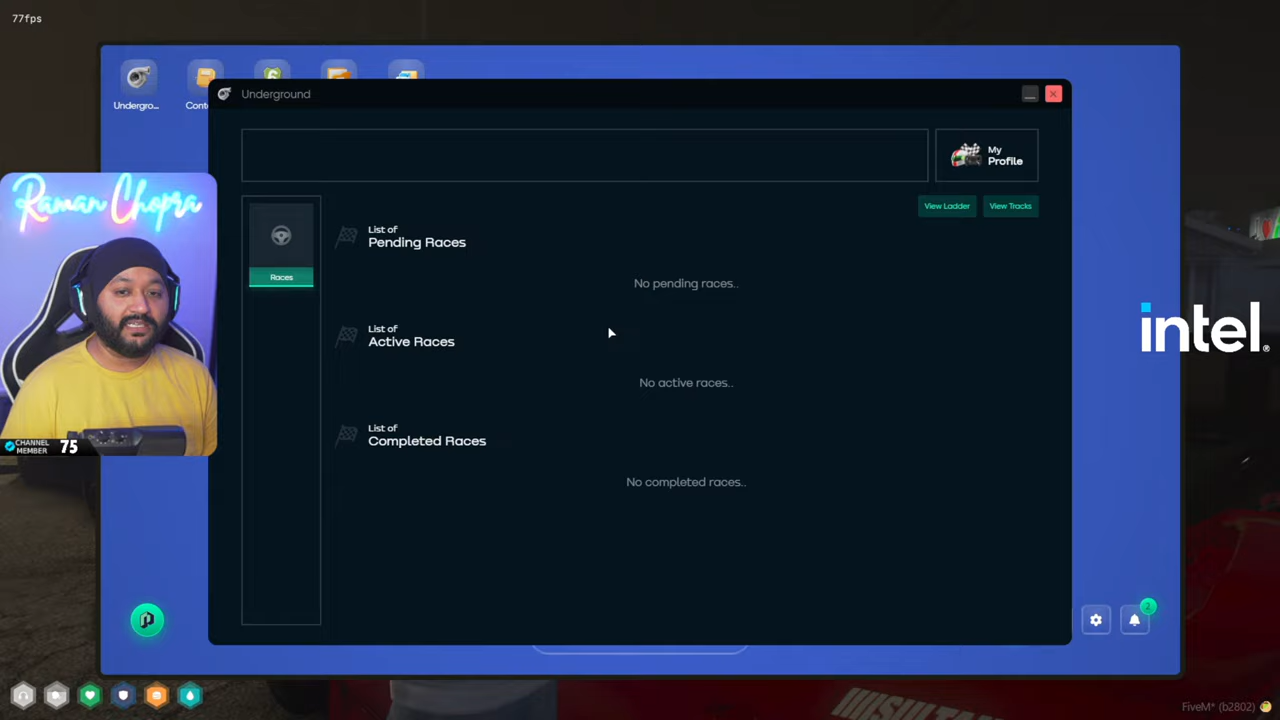 77fps
Undergro...
Underground
My
Profile
View Ladder
View Tracks
Raman Chopra
List of
Pending Races
No pending races..
Races
List of
Active Races
No active races..
intel.
List of
Completed Races
CHANNEL
MEMBER
75
No completed races..
2
FiveM* (b2802)